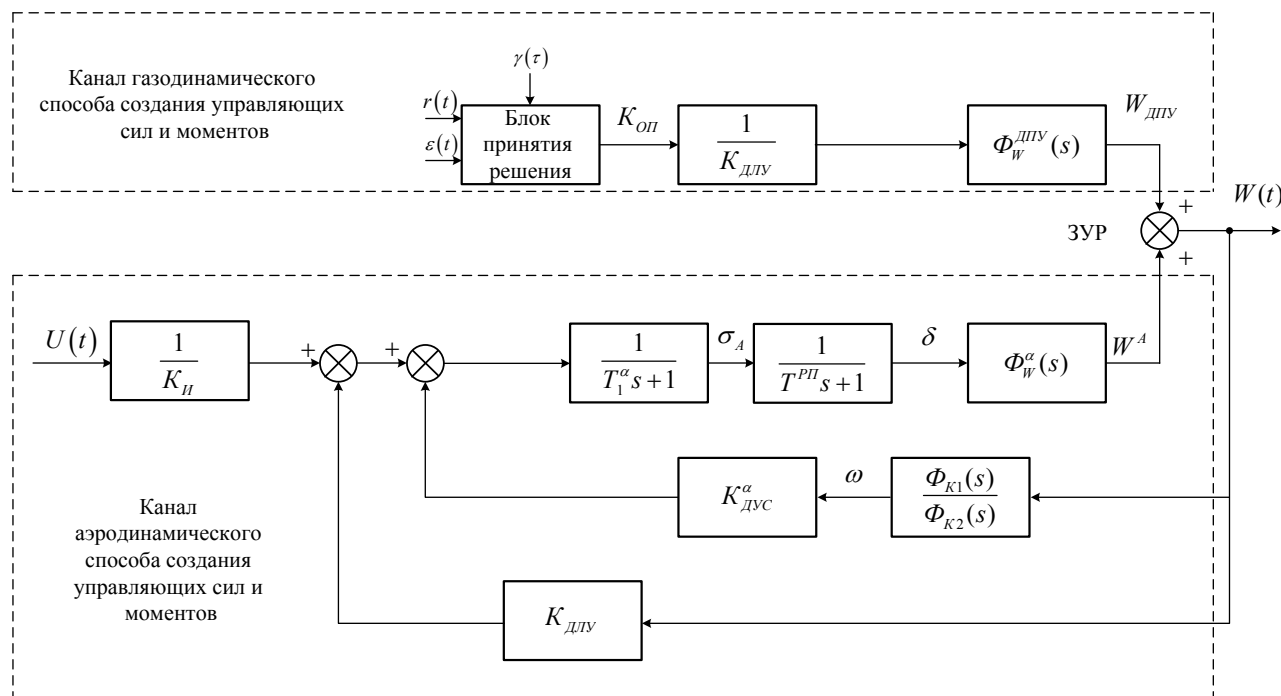 Канал газодинамического
способа создания управляющих
сил и моментов
γ(τ)
r(t)
ε(t)
Блок
принятия
решения
K_ОП
1
K_ДЛУ
Φ_W^ДПУ(s)
W_ДПУ
+
W(t)
ЗУР
+
U(t)
1
K_И
+
+
1
T_1^α s + 1
σ_A
1
T^РП s + 1
δ
Φ_W^α(s)
W^A
K_ДУС^α
ω
Φ_K1(s)
Φ_K2(s)
Канал
аэродинамического
способа создания
управляющих сил и
моментов
K_ДЛУ